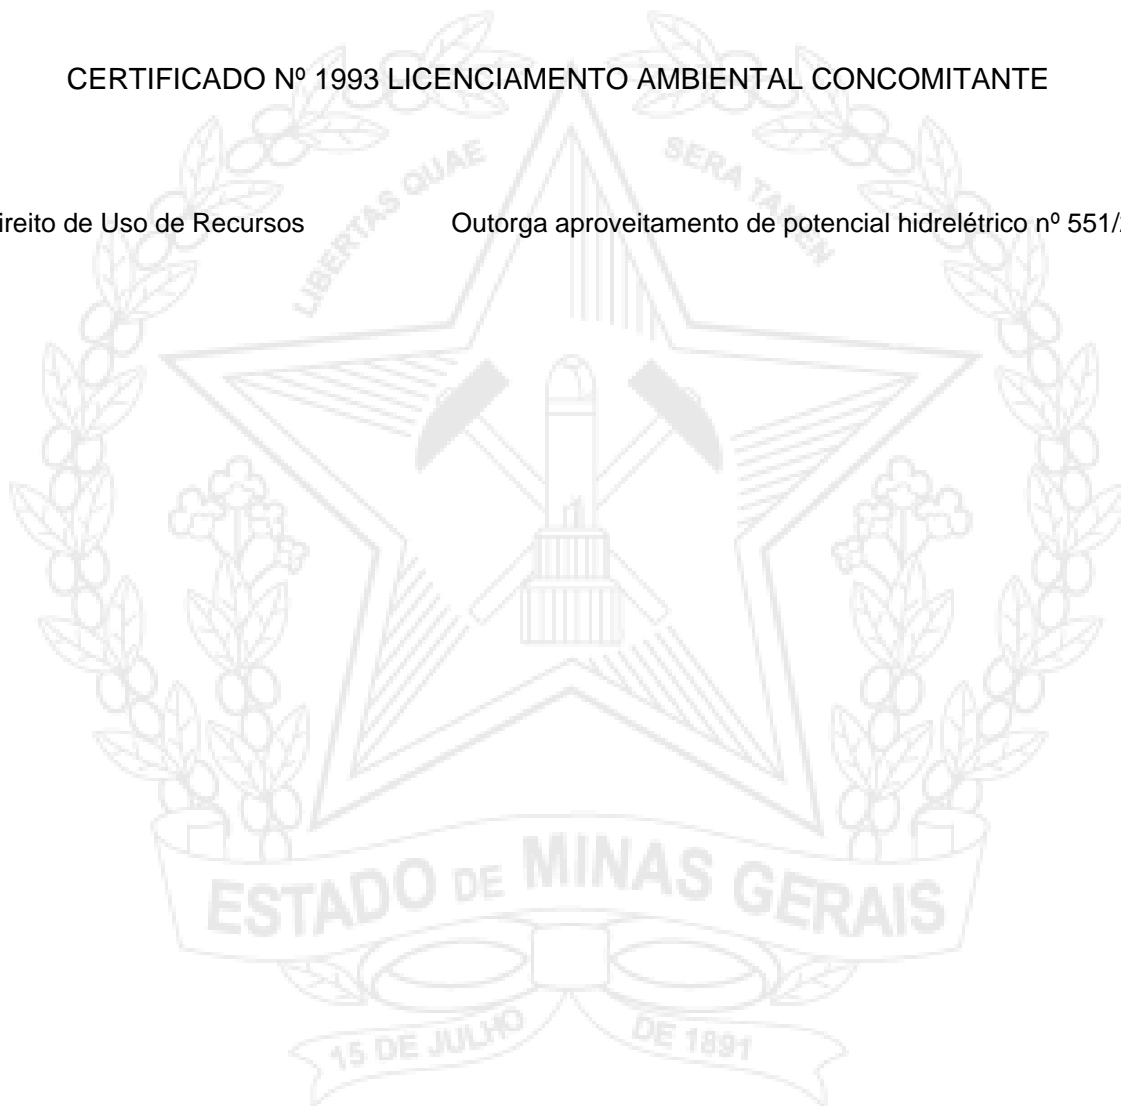 CERTIFICADO Nº 1993 LICENCIAMENTO AMBIENTAL CONCOMITANTE
LIBERTAS QUAE SERA TAMEN
ireito de Uso de Recursos Outorga aproveitamento de potencial hidrelétrico nº 551/
ESTADO DE MINAS GERAIS
15 DE JULHO DE 1891